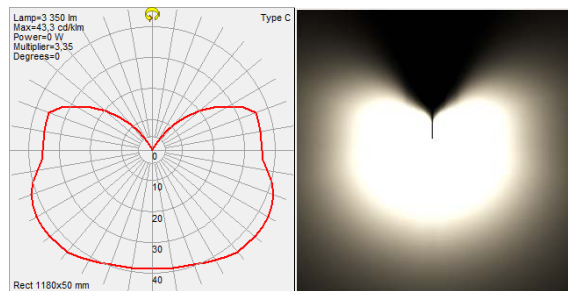 Lamp=3 350 lm
Type C
Max=43,3 cd/klm
Power=0 W
Multiplier=3,35
Degrees=0
0
10
20
30
40
Rect 1180x50 mm